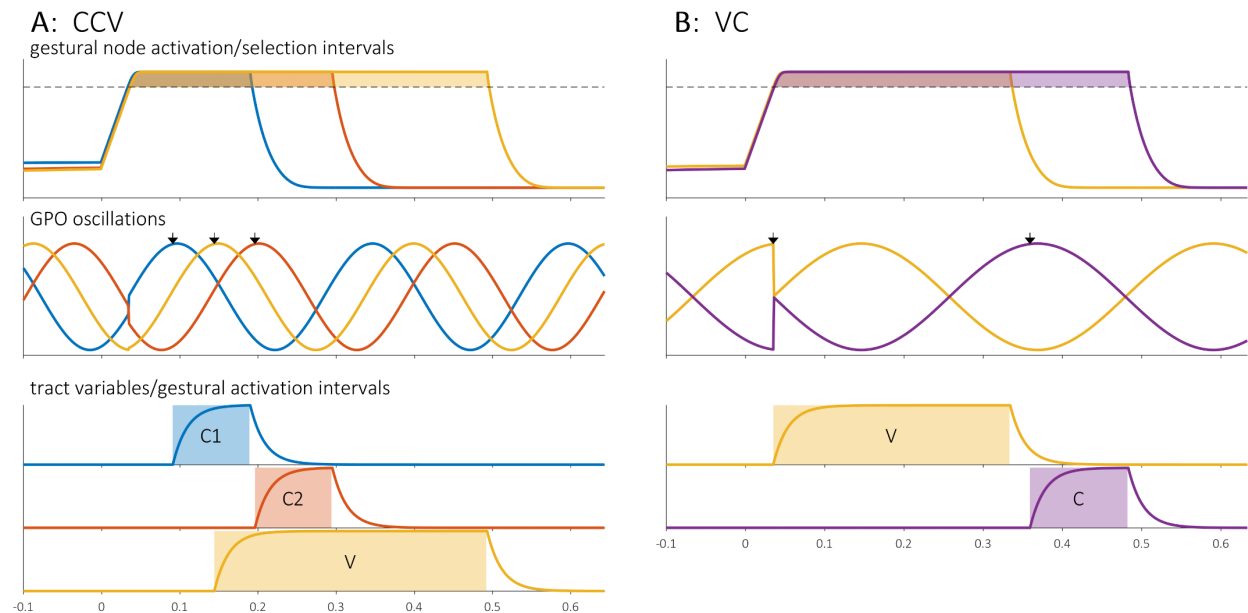 A: CCV
gestural node activation/selection intervals
GPO oscillations
tract variables/gestural activation intervals
C1
C2
V
-0.1 0 0.1 0.2 0.3 0.4 0.5 0.6
B: VC
V
C
-0.1 0 0.1 0.2 0.3 0.4 0.5 0.6